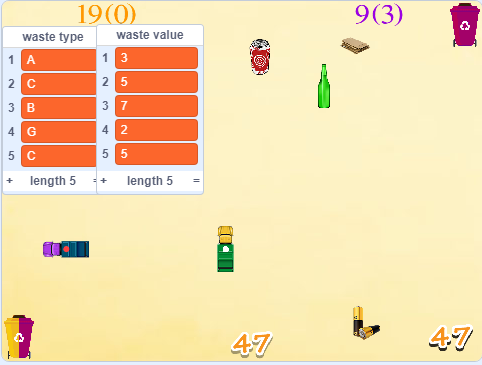 19(0)
9(3)
waste type
waste value
1 A
2 C
3 B
4 G
5 C
+ length 5 =
1 3
2 5
3 7
4 2
5 5
+ length 5 =
47
47